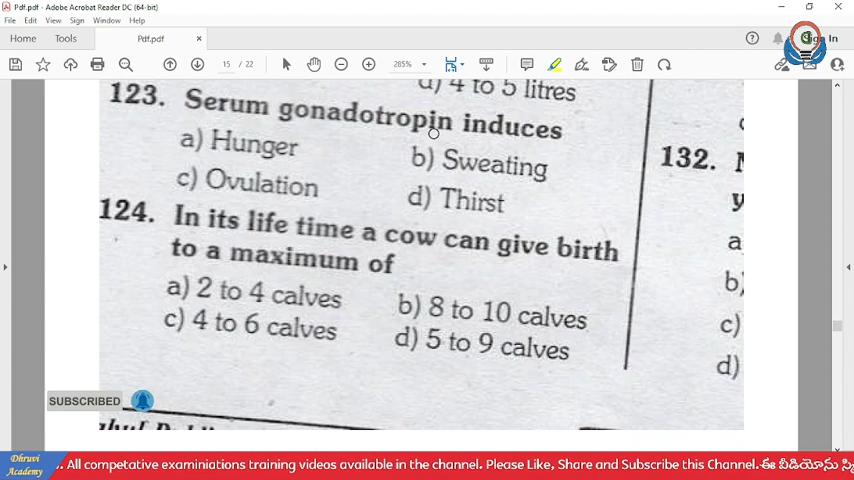 Pdf.pdf - Adobe Acrobat Reader DC (64-bit)
File Edit View Sign Window Help
Home Tools Pdf.pdf Sign In
15 / 22 285%
d) 4 to 5 litres
123. Serum gonadotropin induces
a) Hunger b) Sweating
c) Ovulation d) Thirst
124. In its life time a cow can give birth
to a maximum of
a) 2 to 4 calves b) 8 to 10 calves
c) 4 to 6 calves d) 5 to 9 calves
132.
y
a
b)
c)
d)
SUBSCRIBED
Dhruvi
Academy
. All competative examiniations training videos available in the channel. Please Like, Share and Subscribe this Channel. ఈ వీడియోను